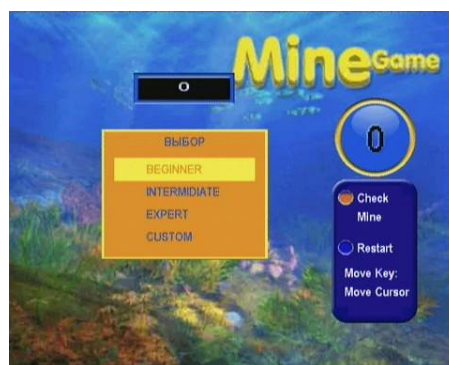 Mine Game
0
0
ВЫБОР
BEGINNER
INTERMIDIATE
EXPERT
CUSTOM
Check
Mine
Restart
Move Key:
Move Cursor